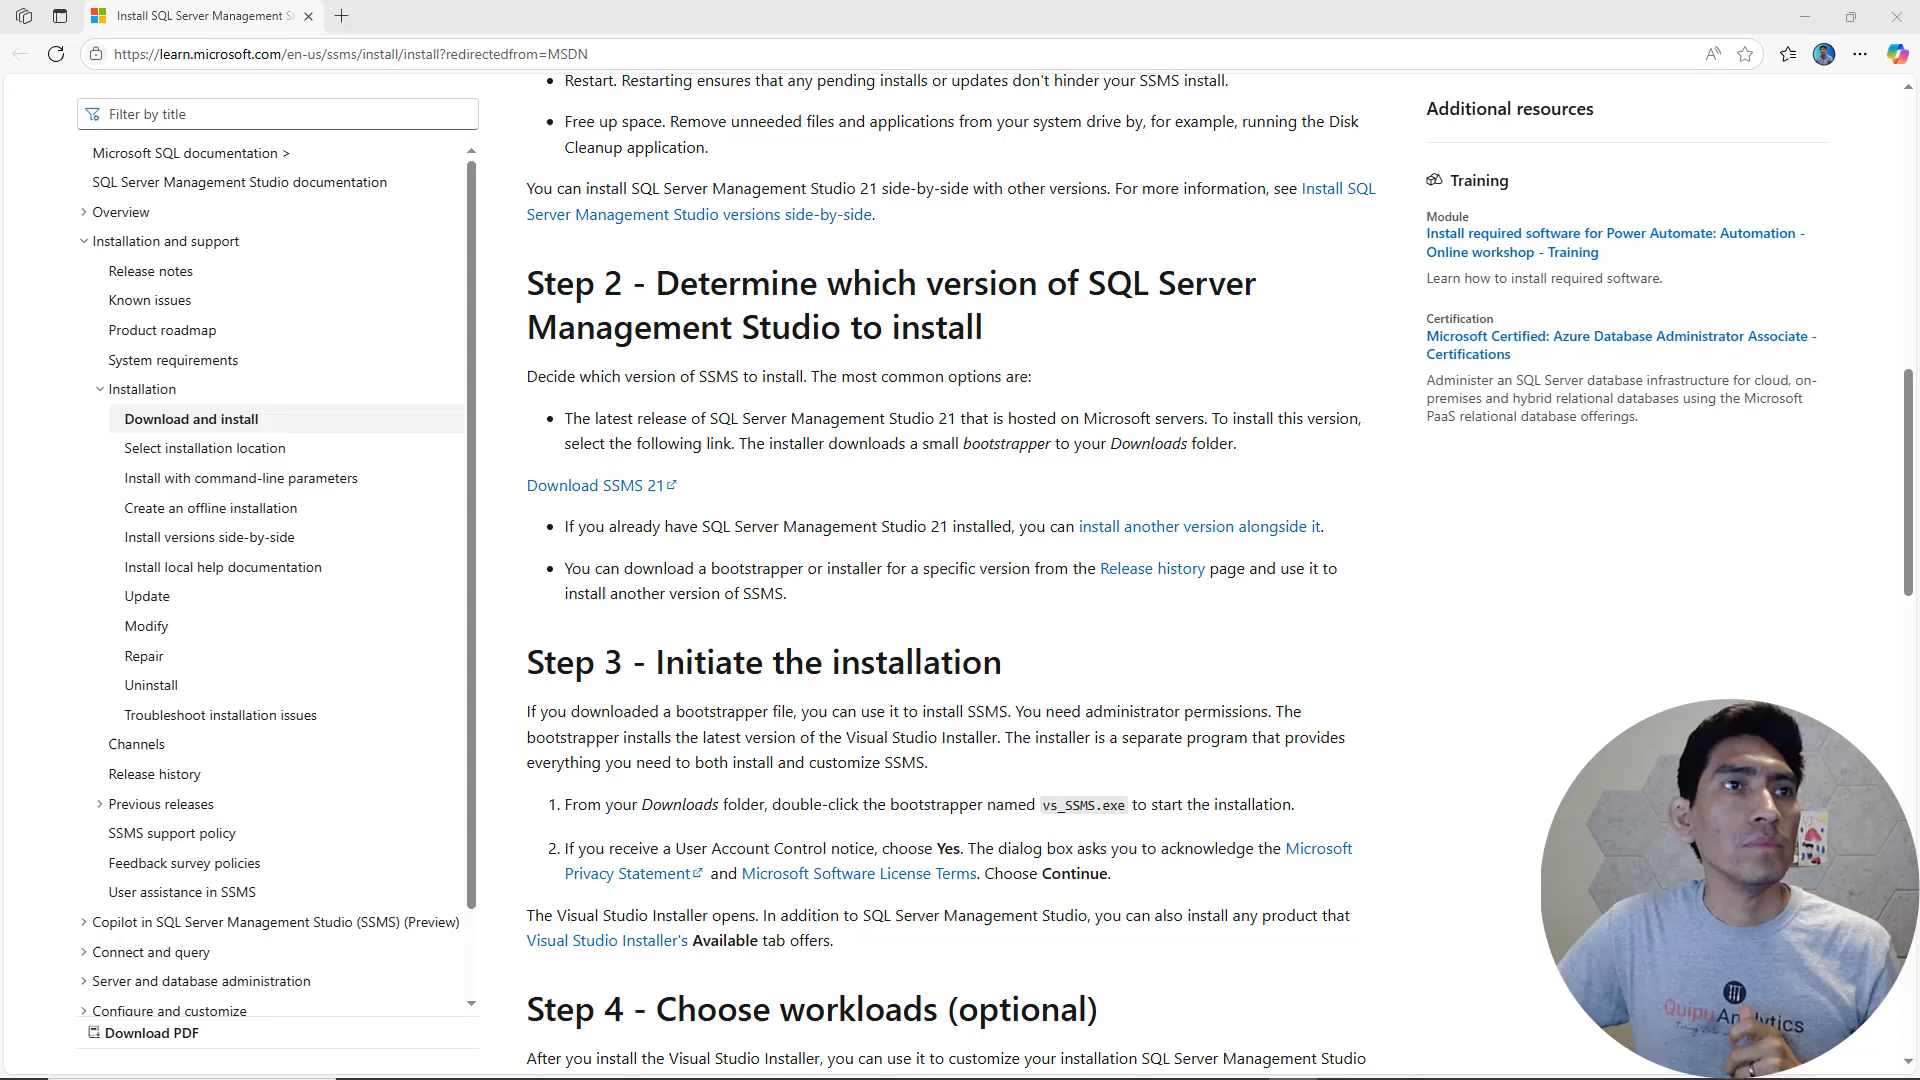 Install SQL Server Management S
https://learn.microsoft.com/en-us/ssms/install/install?redirectedfrom=MSDN
Filter by title
Microsoft SQL documentation >
SQL Server Management Studio documentation
Overview
Installation and support
Release notes
Known issues
Product roadmap
System requirements
Installation
Download and install
Select installation location
Install with command-line parameters
Create an offline installation
Install versions side-by-side
Install local help documentation
Update
Modify
Repair
Uninstall
Troubleshoot installation issues
Channels
Release history
Previous releases
SSMS support policy
Feedback survey policies
User assistance in SSMS
Copilot in SQL Server Management Studio (SSMS) (Preview)
Connect and query
Server and database administration
Configure and customize
Download PDF
• Restart. Restarting ensures that any pending installs or updates don't hinder your SSMS install.
• Free up space. Remove unneeded files and applications from your system drive by, for example, running the Disk
Cleanup application.
You can install SQL Server Management Studio 21 side-by-side with other versions. For more information, see Install SQL
Server Management Studio versions side-by-side.
Step 2 - Determine which version of SQL Server
Management Studio to install
Decide which version of SSMS to install. The most common options are:
• The latest release of SQL Server Management Studio 21 that is hosted on Microsoft servers. To install this version,
select the following link. The installer downloads a small bootstrapper to your Downloads folder.
Download SSMS 21
• If you already have SQL Server Management Studio 21 installed, you can install another version alongside it.
• You can download a bootstrapper or installer for a specific version from the Release history page and use it to
install another version of SSMS.
Step 3 - Initiate the installation
If you downloaded a bootstrapper file, you can use it to install SSMS. You need administrator permissions. The
bootstrapper installs the latest version of the Visual Studio Installer. The installer is a separate program that provides
everything you need to both install and customize SSMS.
1. From your Downloads folder, double-click the bootstrapper named vs_SSMS.exe to start the installation.
2. If you receive a User Account Control notice, choose Yes. The dialog box asks you to acknowledge the Microsoft
Privacy Statement and Microsoft Software License Terms. Choose Continue.
The Visual Studio Installer opens. In addition to SQL Server Management Studio, you can also install any product that
Visual Studio Installer's Available tab offers.
Step 4 - Choose workloads (optional)
After you install the Visual Studio Installer, you can use it to customize your installation SQL Server Management Studio
Additional resources
Training
Module
Install required software for Power Automate: Automation -
Online workshop - Training
Learn how to install required software.
Certification
Microsoft Certified: Azure Database Administrator Associate -
Certifications
Administer an SQL Server database infrastructure for cloud, on-
premises and hybrid relational databases using the Microsoft
PaaS relational database offerings.